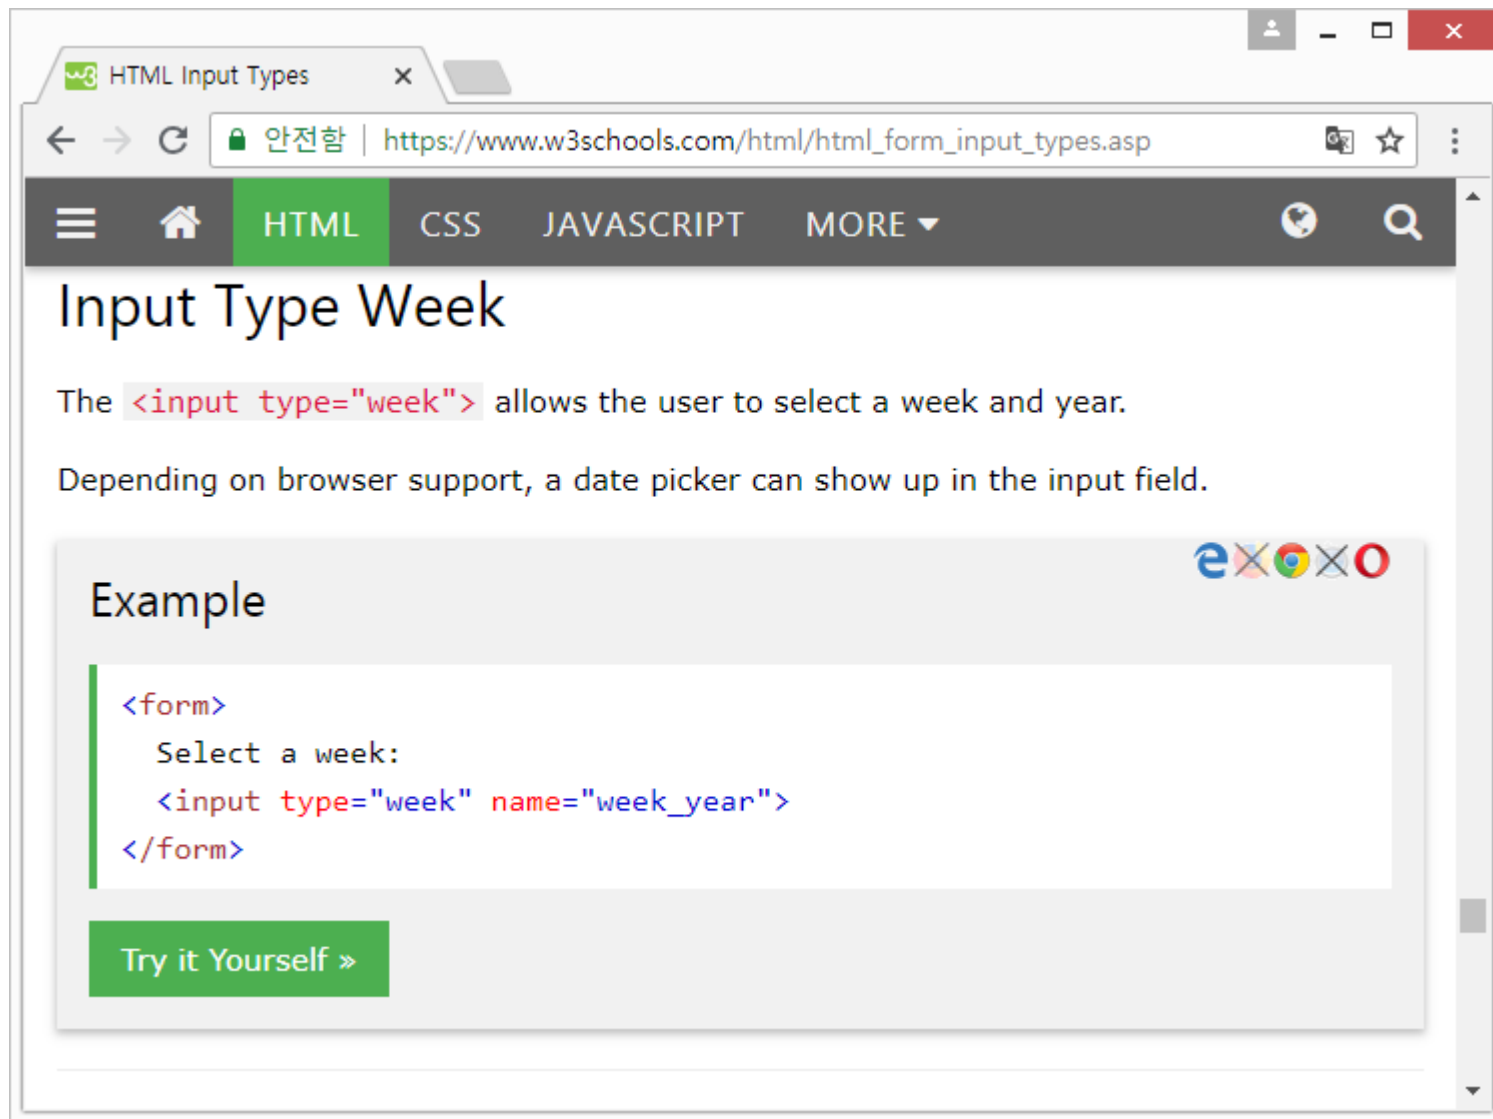 HTML Input Types
안전함 | https://www.w3schools.com/html/html_form_input_types.asp
HTML CSS JAVASCRIPT MORE
Input Type Week
The <input type="week"> allows the user to select a week and year.
Depending on browser support, a date picker can show up in the input field.
Example
<form>
  Select a week:
  <input type="week" name="week_year">
</form>
Try it Yourself »